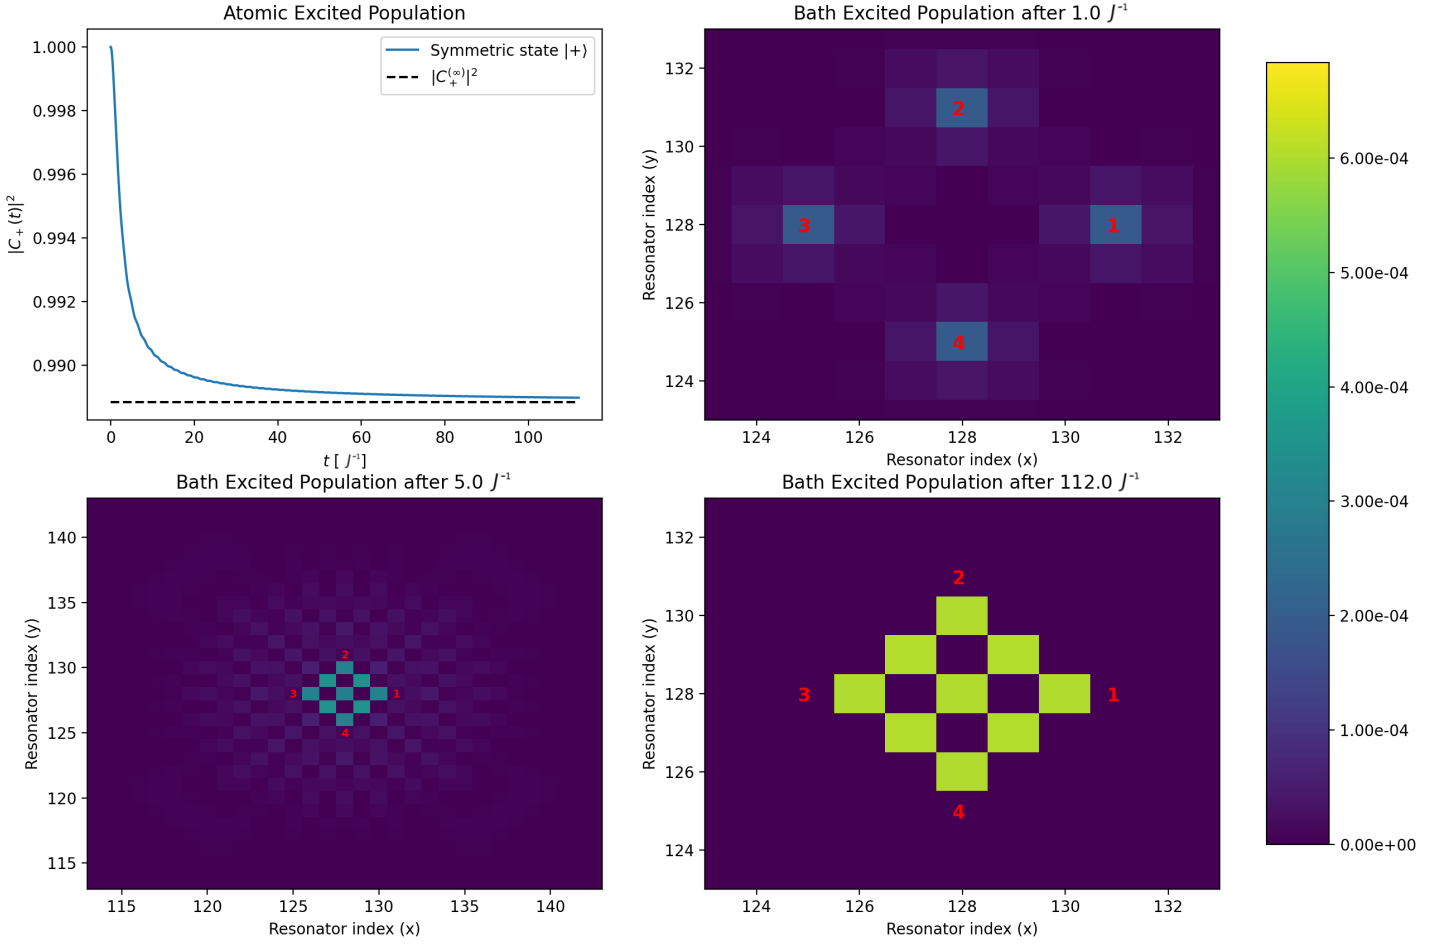 Atomic Excited Population
1.000
0.998
0.996
0.994
0.992
0.990
|C₊(t)|²
Symmetric state |+⟩
|C₊^(∞)|²
0 20 40 60 80 100
t [ J⁻¹]
Bath Excited Population after 1.0 J⁻¹
132
130
128
126
124
Resonator index (y)
2
3 1
4
124 126 128 130 132
Resonator index (x)
Bath Excited Population after 5.0 J⁻¹
140
135
130
125
120
115
Resonator index (y)
2
3 1
4
115 120 125 130 135 140
Resonator index (x)
Bath Excited Population after 112.0 J⁻¹
132
130
128
126
124
Resonator index (y)
2
3 1
4
124 126 128 130 132
Resonator index (x)
6.00e-04
5.00e-04
4.00e-04
3.00e-04
2.00e-04
1.00e-04
0.00e+00